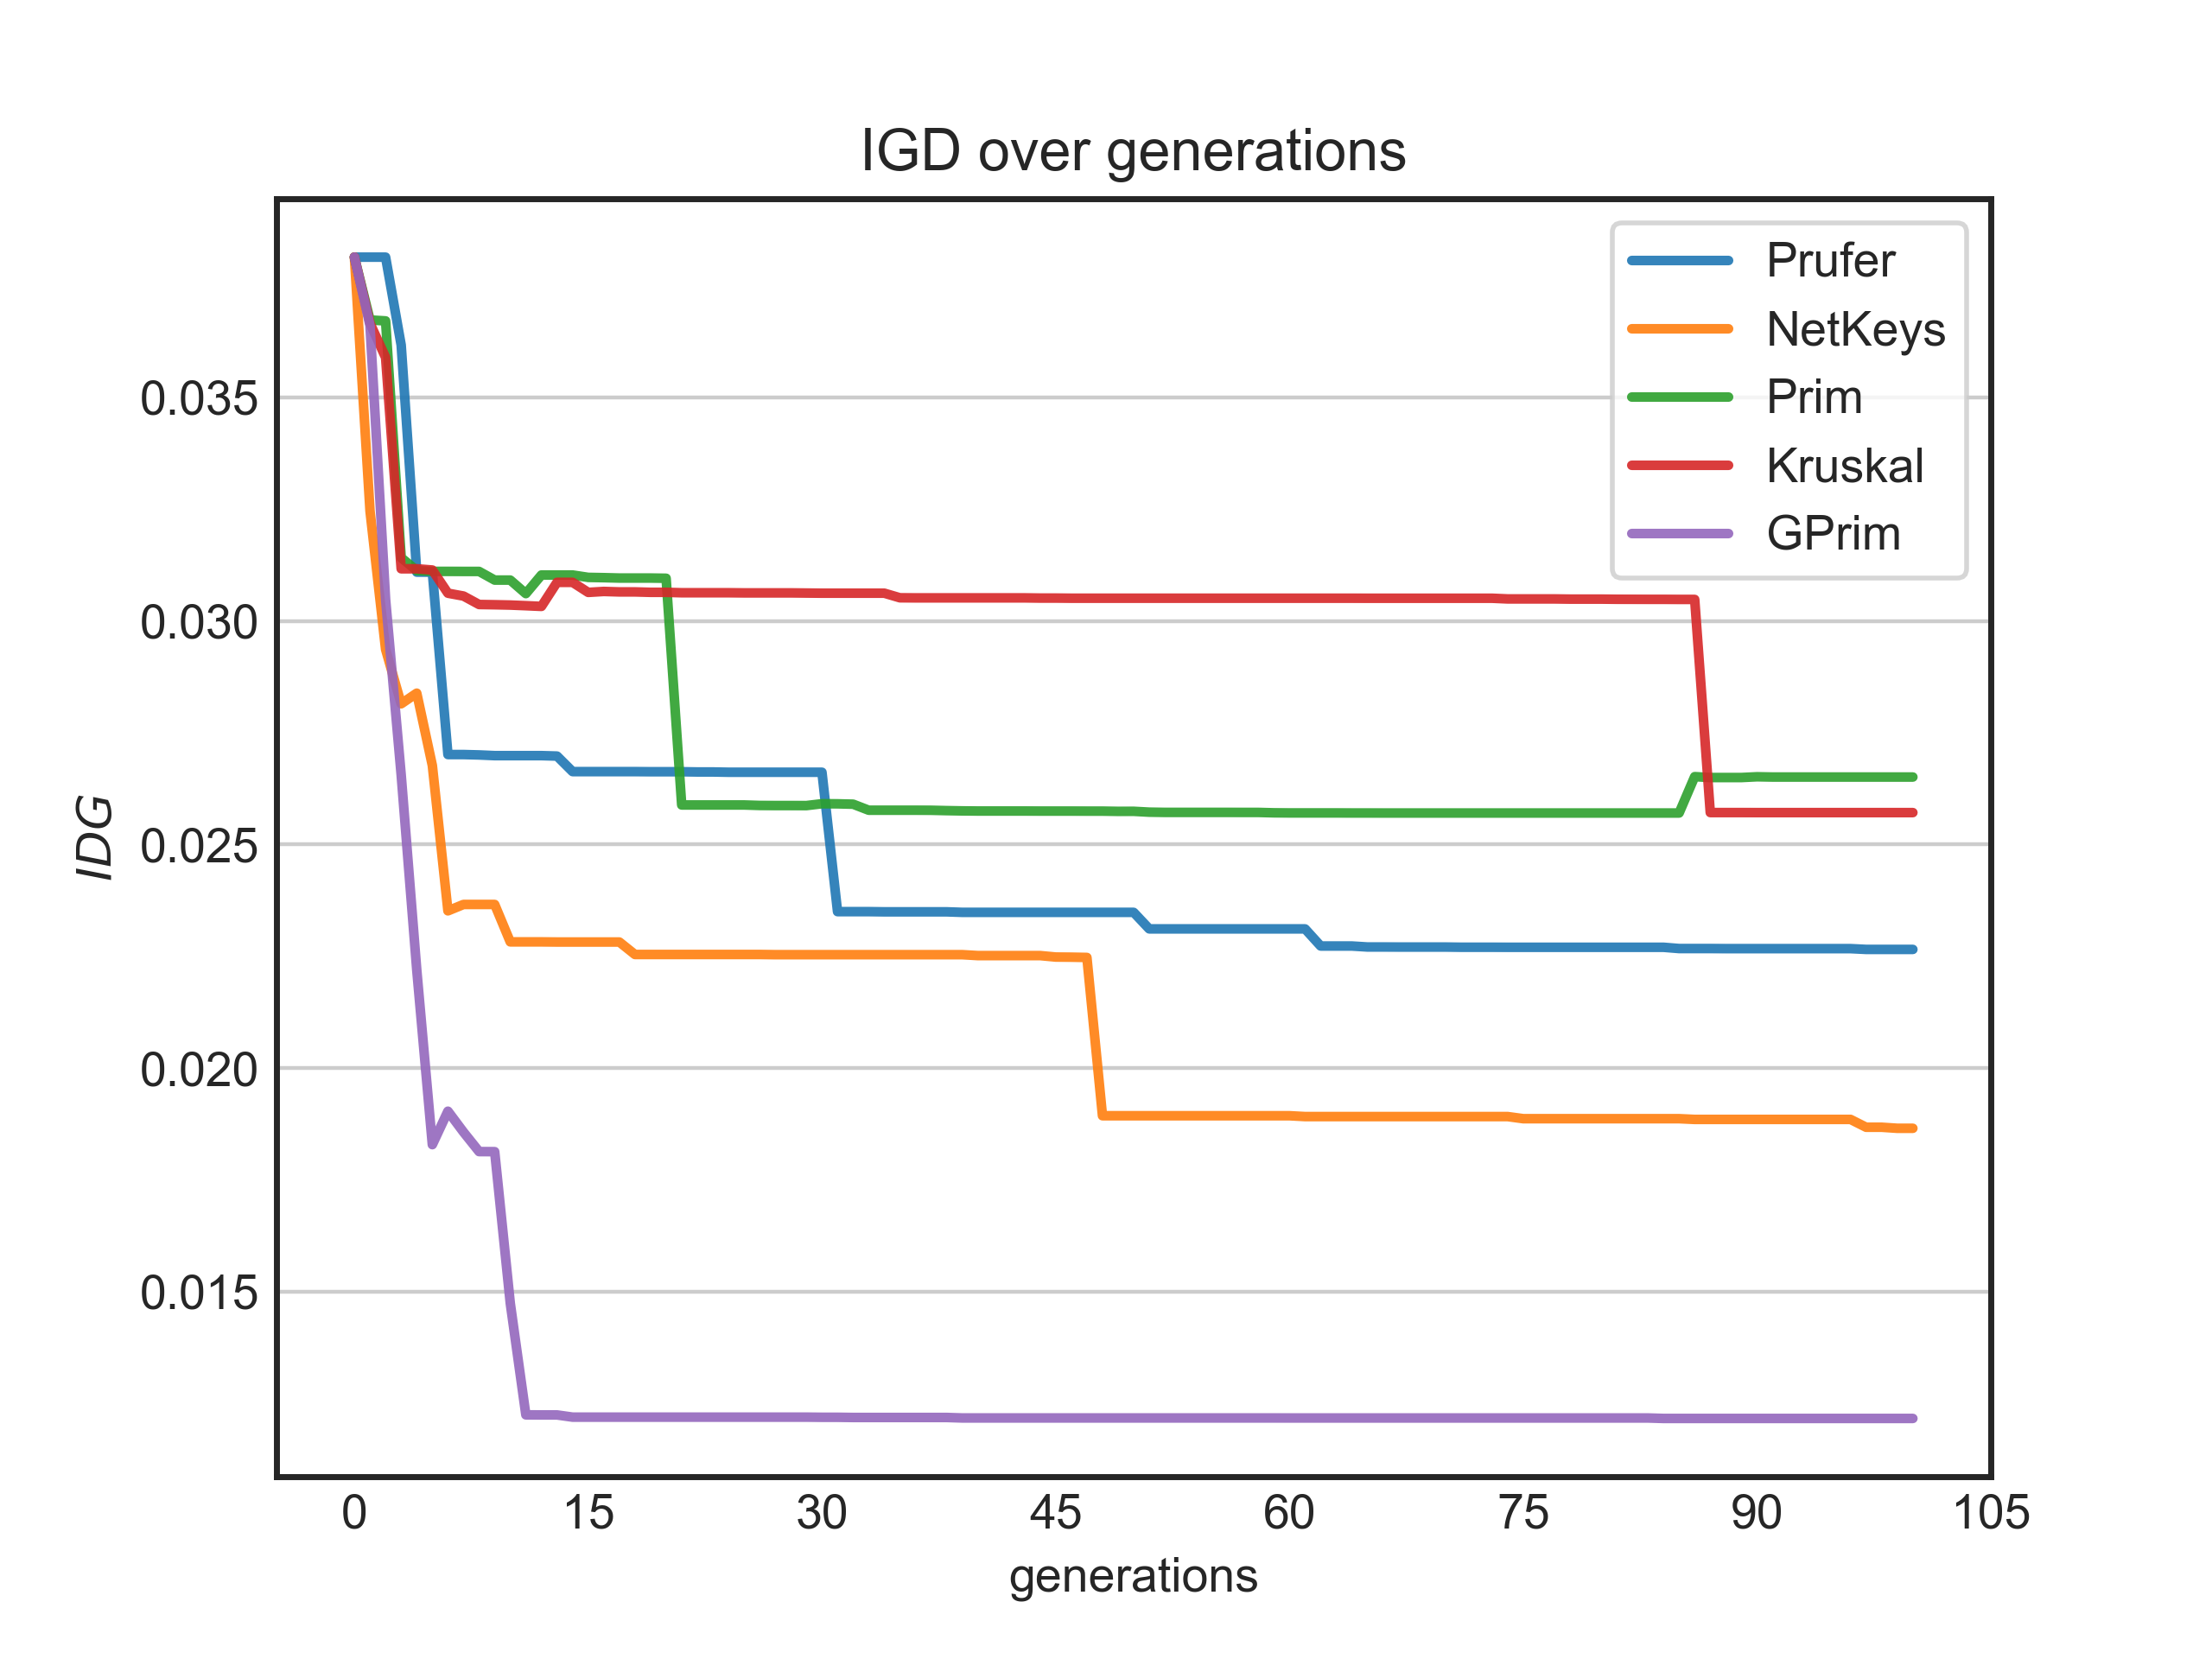 IGD over generations
Prufer
NetKeys
Prim
Kruskal
GPrim
0.035
0.030
0.025
0.020
0.015
IDG
0 15 30 45 60 75 90 105
generations